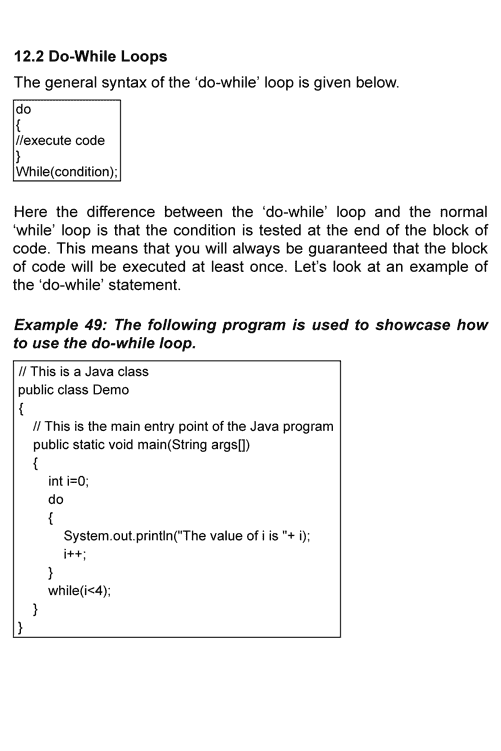 12.2 Do-While Loops
The general syntax of the ‘do-while’ loop is given below.
do
{
//execute code
}
While(condition);
Here the difference between the ‘do-while’ loop and the normal
‘while’ loop is that the condition is tested at the end of the block of
code. This means that you will always be guaranteed that the block
of code will be executed at least once. Let’s look at an example of
the ‘do-while’ statement.
Example 49: The following program is used to showcase how
to use the do-while loop.
// This is a Java class
public class Demo
{
// This is the main entry point of the Java program
public static void main(String args[])
{
int i=0;
do
{
System.out.println("The value of i is "+ i);
i++;
}
while(i<4);
}
}